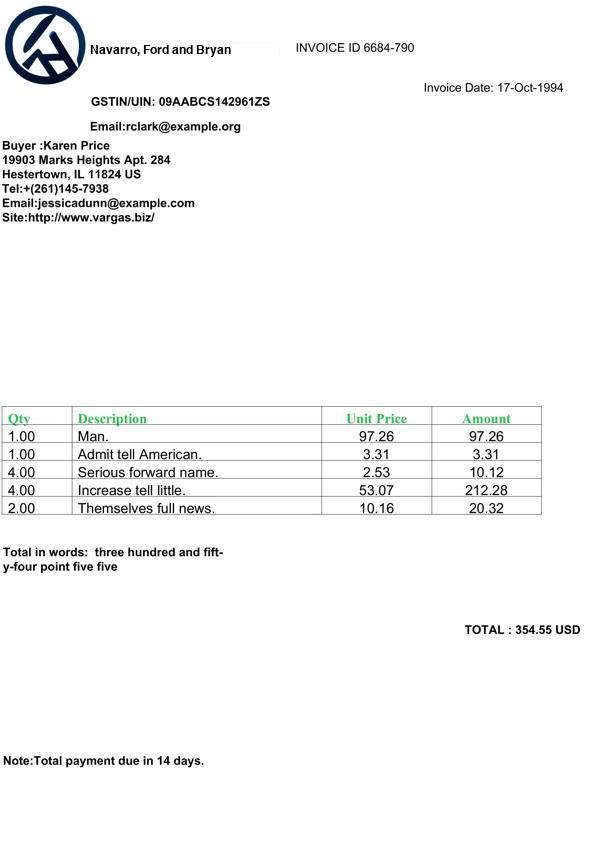 Navarro, Ford and Bryan
INVOICE ID 6684-790
Invoice Date: 17-Oct-1994
GSTIN/UIN: 09AABCS142961ZS
Email:rclark@example.org
Buyer :Karen Price
19903 Marks Heights Apt. 284
Hestertown, IL 11824 US
Tel:+(261)145-7938
Email:jessicadunn@example.com
Site:http://www.vargas.biz/
Qty Description Unit Price Amount
1.00 Man. 97.26 97.26
1.00 Admit tell American. 3.31 3.31
4.00 Serious forward name. 2.53 10.12
4.00 Increase tell little. 53.07 212.28
2.00 Themselves full news. 10.16 20.32
Total in words:  three hundred and fift-
y-four point five five
TOTAL : 354.55 USD
Note:Total payment due in 14 days.